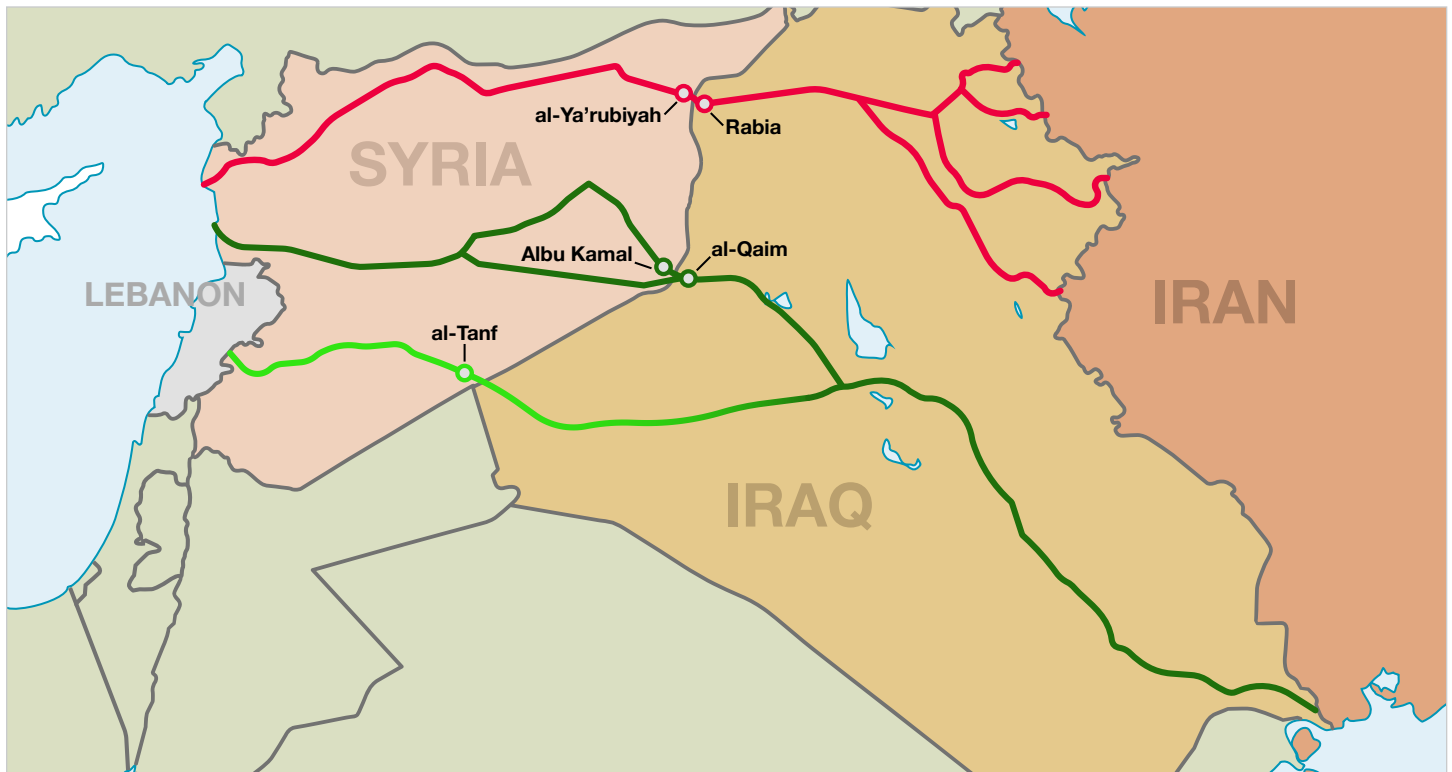 al-Ya’rubiyah
Rabia
SYRIA
Albu Kamal
al-Qaim
LEBANON
IRAN
al-Tanf
IRAQ